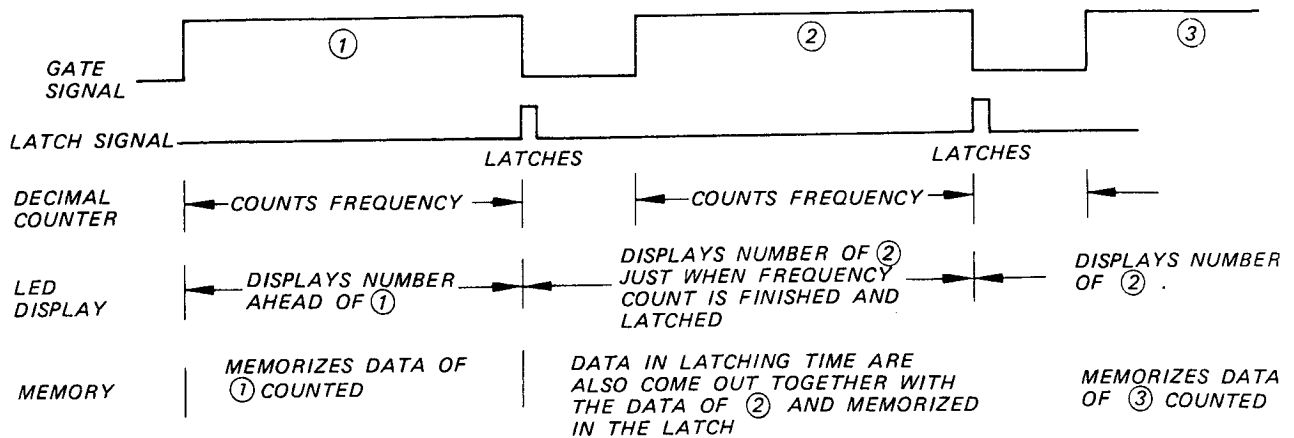 ① ② ③
GATE
SIGNAL
LATCH SIGNAL
LATCHES LATCHES
DECIMAL
COUNTER
COUNTS FREQUENCY COUNTS FREQUENCY
LED
DISPLAY
DISPLAYS NUMBER
AHEAD OF ①
DISPLAYS NUMBER OF ②
JUST WHEN FREQUENCY
COUNT IS FINISHED AND
LATCHED
DISPLAYS NUMBER
OF ② .
MEMORY
MEMORIZES DATA OF
① COUNTED
DATA IN LATCHING TIME ARE
ALSO COME OUT TOGETHER WITH
THE DATA OF ② AND MEMORIZED
IN THE LATCH
MEMORIZES DATA
OF ③ COUNTED